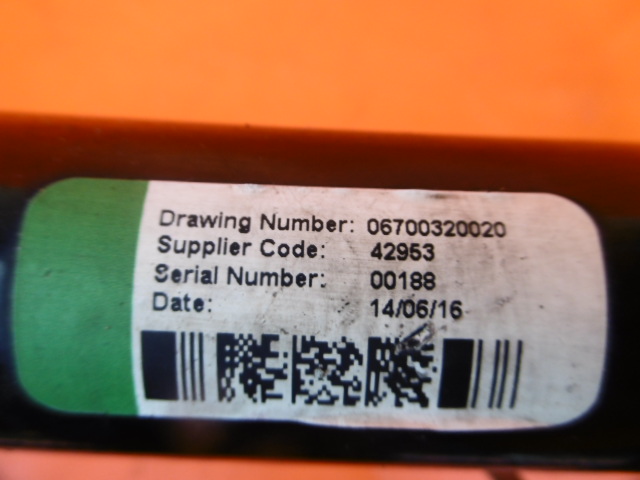 Drawing Number: 06700320020
Supplier Code: 42953
Serial Number: 00188
Date: 14/06/16